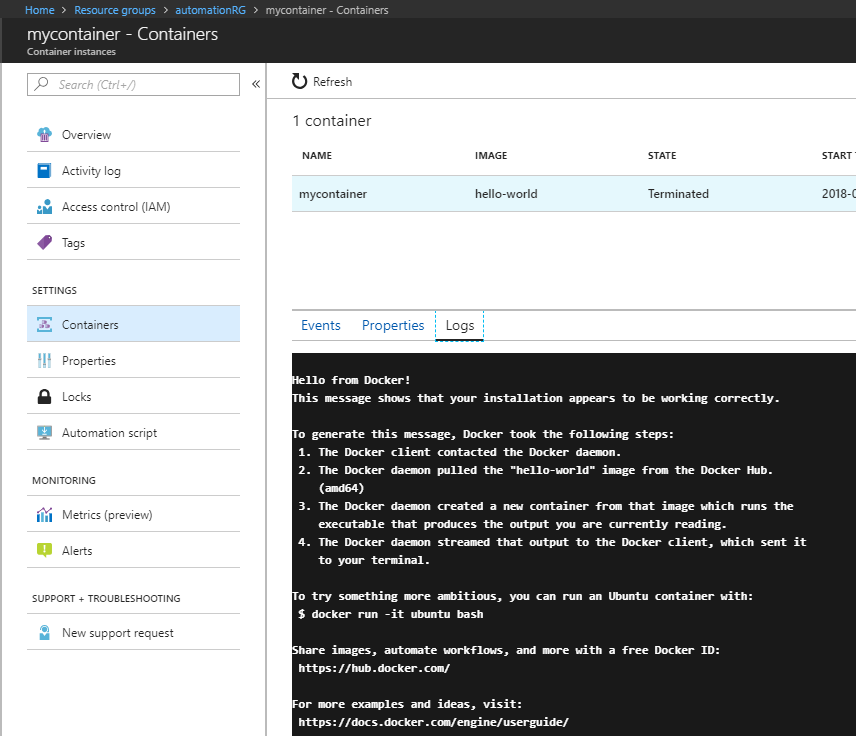 Home > Resource groups > automationRG > mycontainer - Containers
mycontainer - Containers
Container instances
Search (Ctrl+/)
«
Overview
Activity log
Access control (IAM)
Tags
SETTINGS
Containers
Properties
Locks
Automation script
MONITORING
Metrics (preview)
Alerts
SUPPORT + TROUBLESHOOTING
New support request
Refresh
1 container
NAME IMAGE STATE START
mycontainer hello-world Terminated 2018-0
Events Properties Logs
Hello from Docker!
This message shows that your installation appears to be working correctly.
To generate this message, Docker took the following steps:
1. The Docker client contacted the Docker daemon.
2. The Docker daemon pulled the "hello-world" image from the Docker Hub.
(amd64)
3. The Docker daemon created a new container from that image which runs the
executable that produces the output you are currently reading.
4. The Docker daemon streamed that output to the Docker client, which sent it
to your terminal.
To try something more ambitious, you can run an Ubuntu container with:
$ docker run -it ubuntu bash
Share images, automate workflows, and more with a free Docker ID:
https://hub.docker.com/
For more examples and ideas, visit:
https://docs.docker.com/engine/userguide/